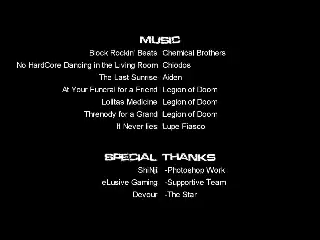 MUSIC
Block Rockin' Beats Chemical Brothers
No HardCore Dancing in the Living Room Chiodos
The Last Sunrise Aiden
At Your Funeral for a Friend Legion of Doom
Lolitas Medicine Legion of Doom
Threnody for a Grand Legion of Doom
It Never lies Lupe Fiasco
SPECIAL THANKS
ShiNji -Photoshop Work
eLusive Gaming -Supportive Team
Devour -The Star